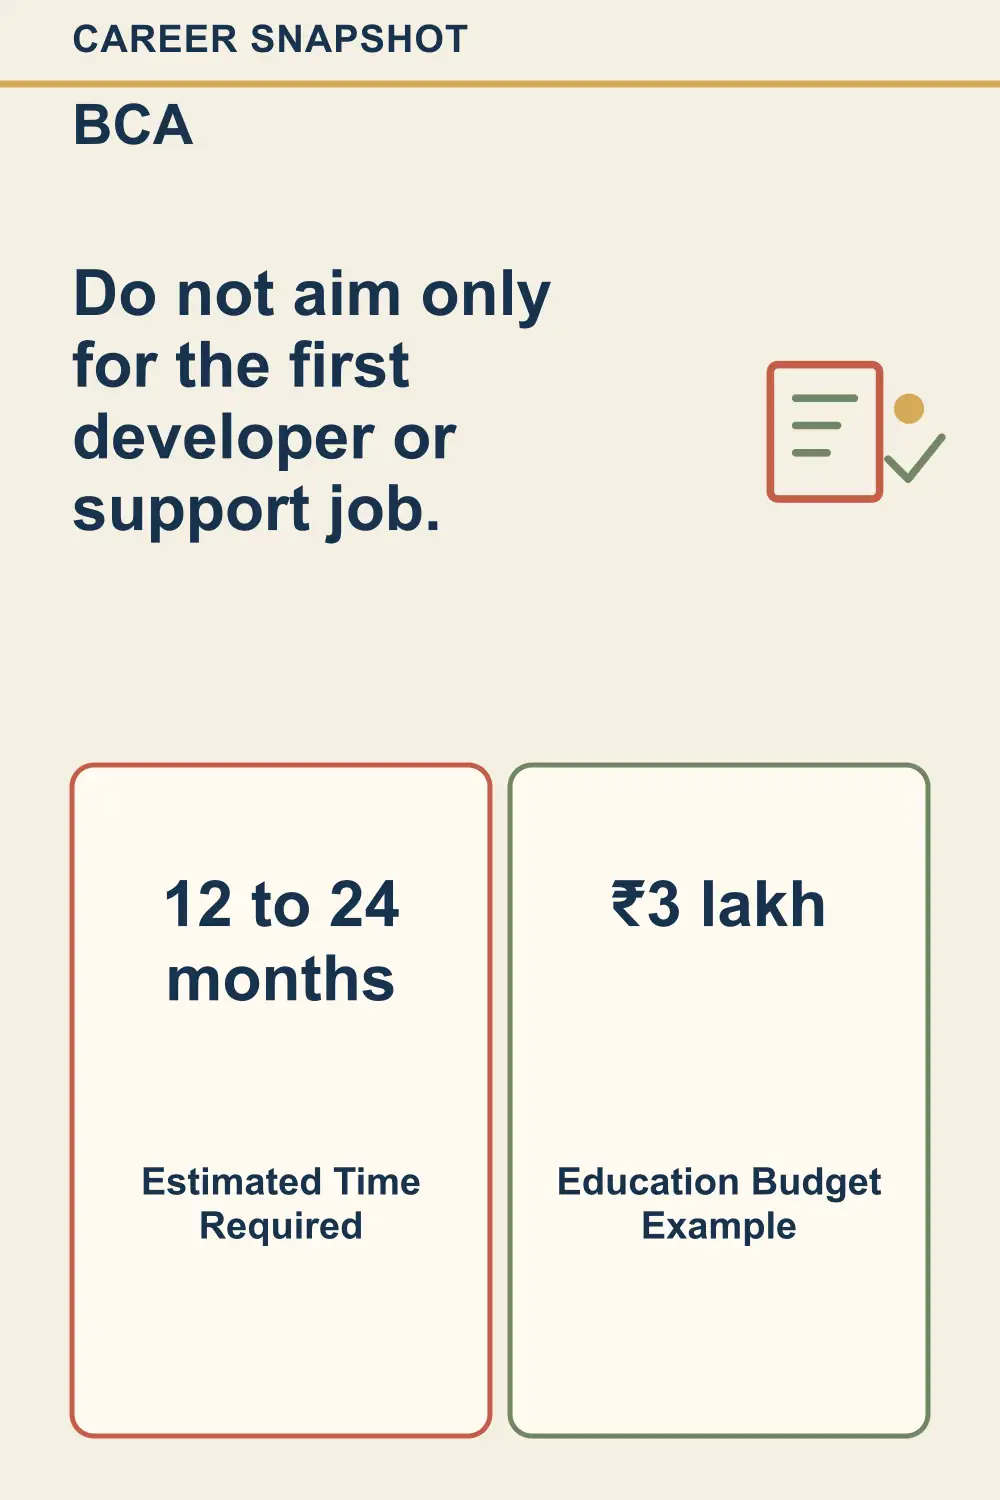 CAREER SNAPSHOT
BCA
Do not aim only
for the first
developer or
support job.
12 to 24
months
Estimated Time
Required
₹3 lakh
Education Budget
Example